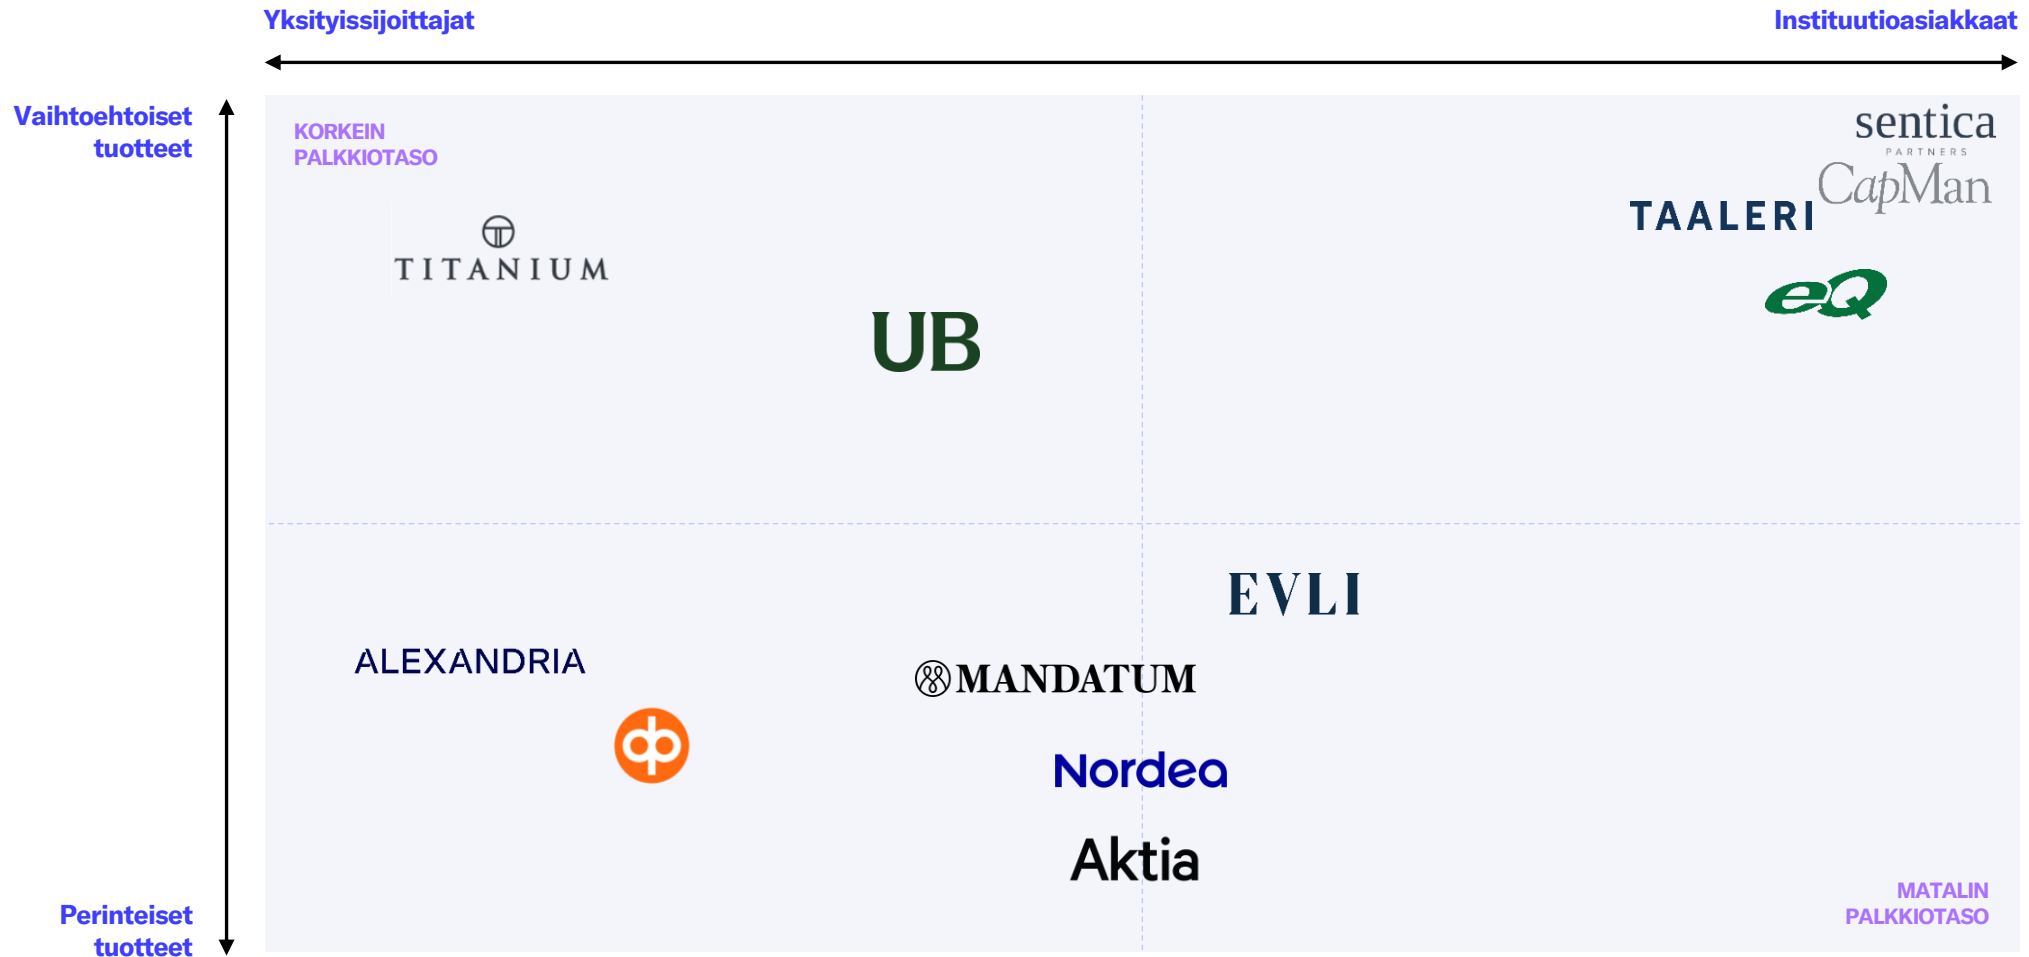 Yksityissijoittajat
Instituutioasiakkaat
Vaihtoehtoiset
tuotteet
KORKEIN
PALKKIOTASO
sentica
PARTNERS
CapMan
TAALERI
TITANIUM
eQ
UB
EVLI
ALEXANDRIA
MANDATUM
op
Nordea
Aktia
MATALIN
PALKKIOTASO
Perinteiset
tuotteet